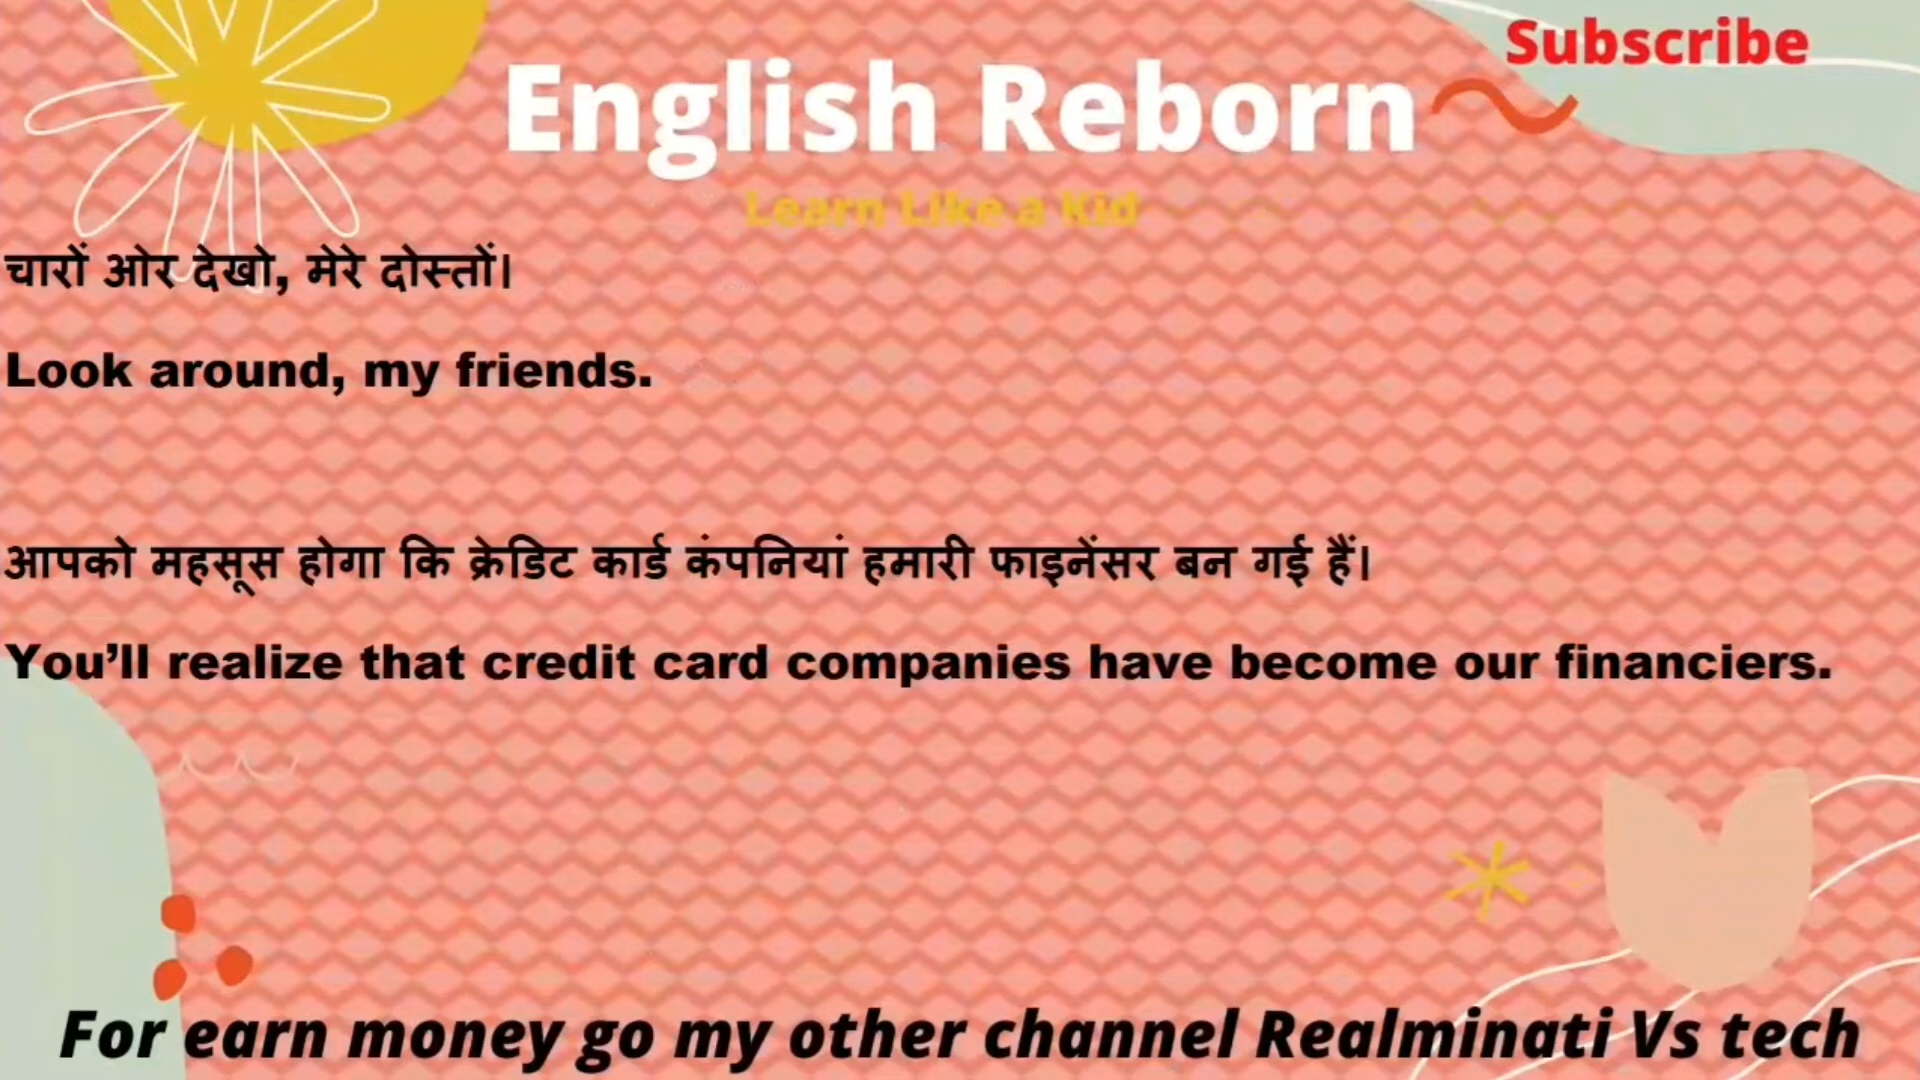 Subscribe
English Reborn
Learn Like a Kid
चारों ओर देखो, मेरे दोस्तों।
Look around, my friends.
आपको महसूस होगा कि क्रेडिट कार्ड कंपनियां हमारी फाइनेंसर बन गई हैं।
You’ll realize that credit card companies have become our financiers.
For earn money go my other channel Realminati Vs tech